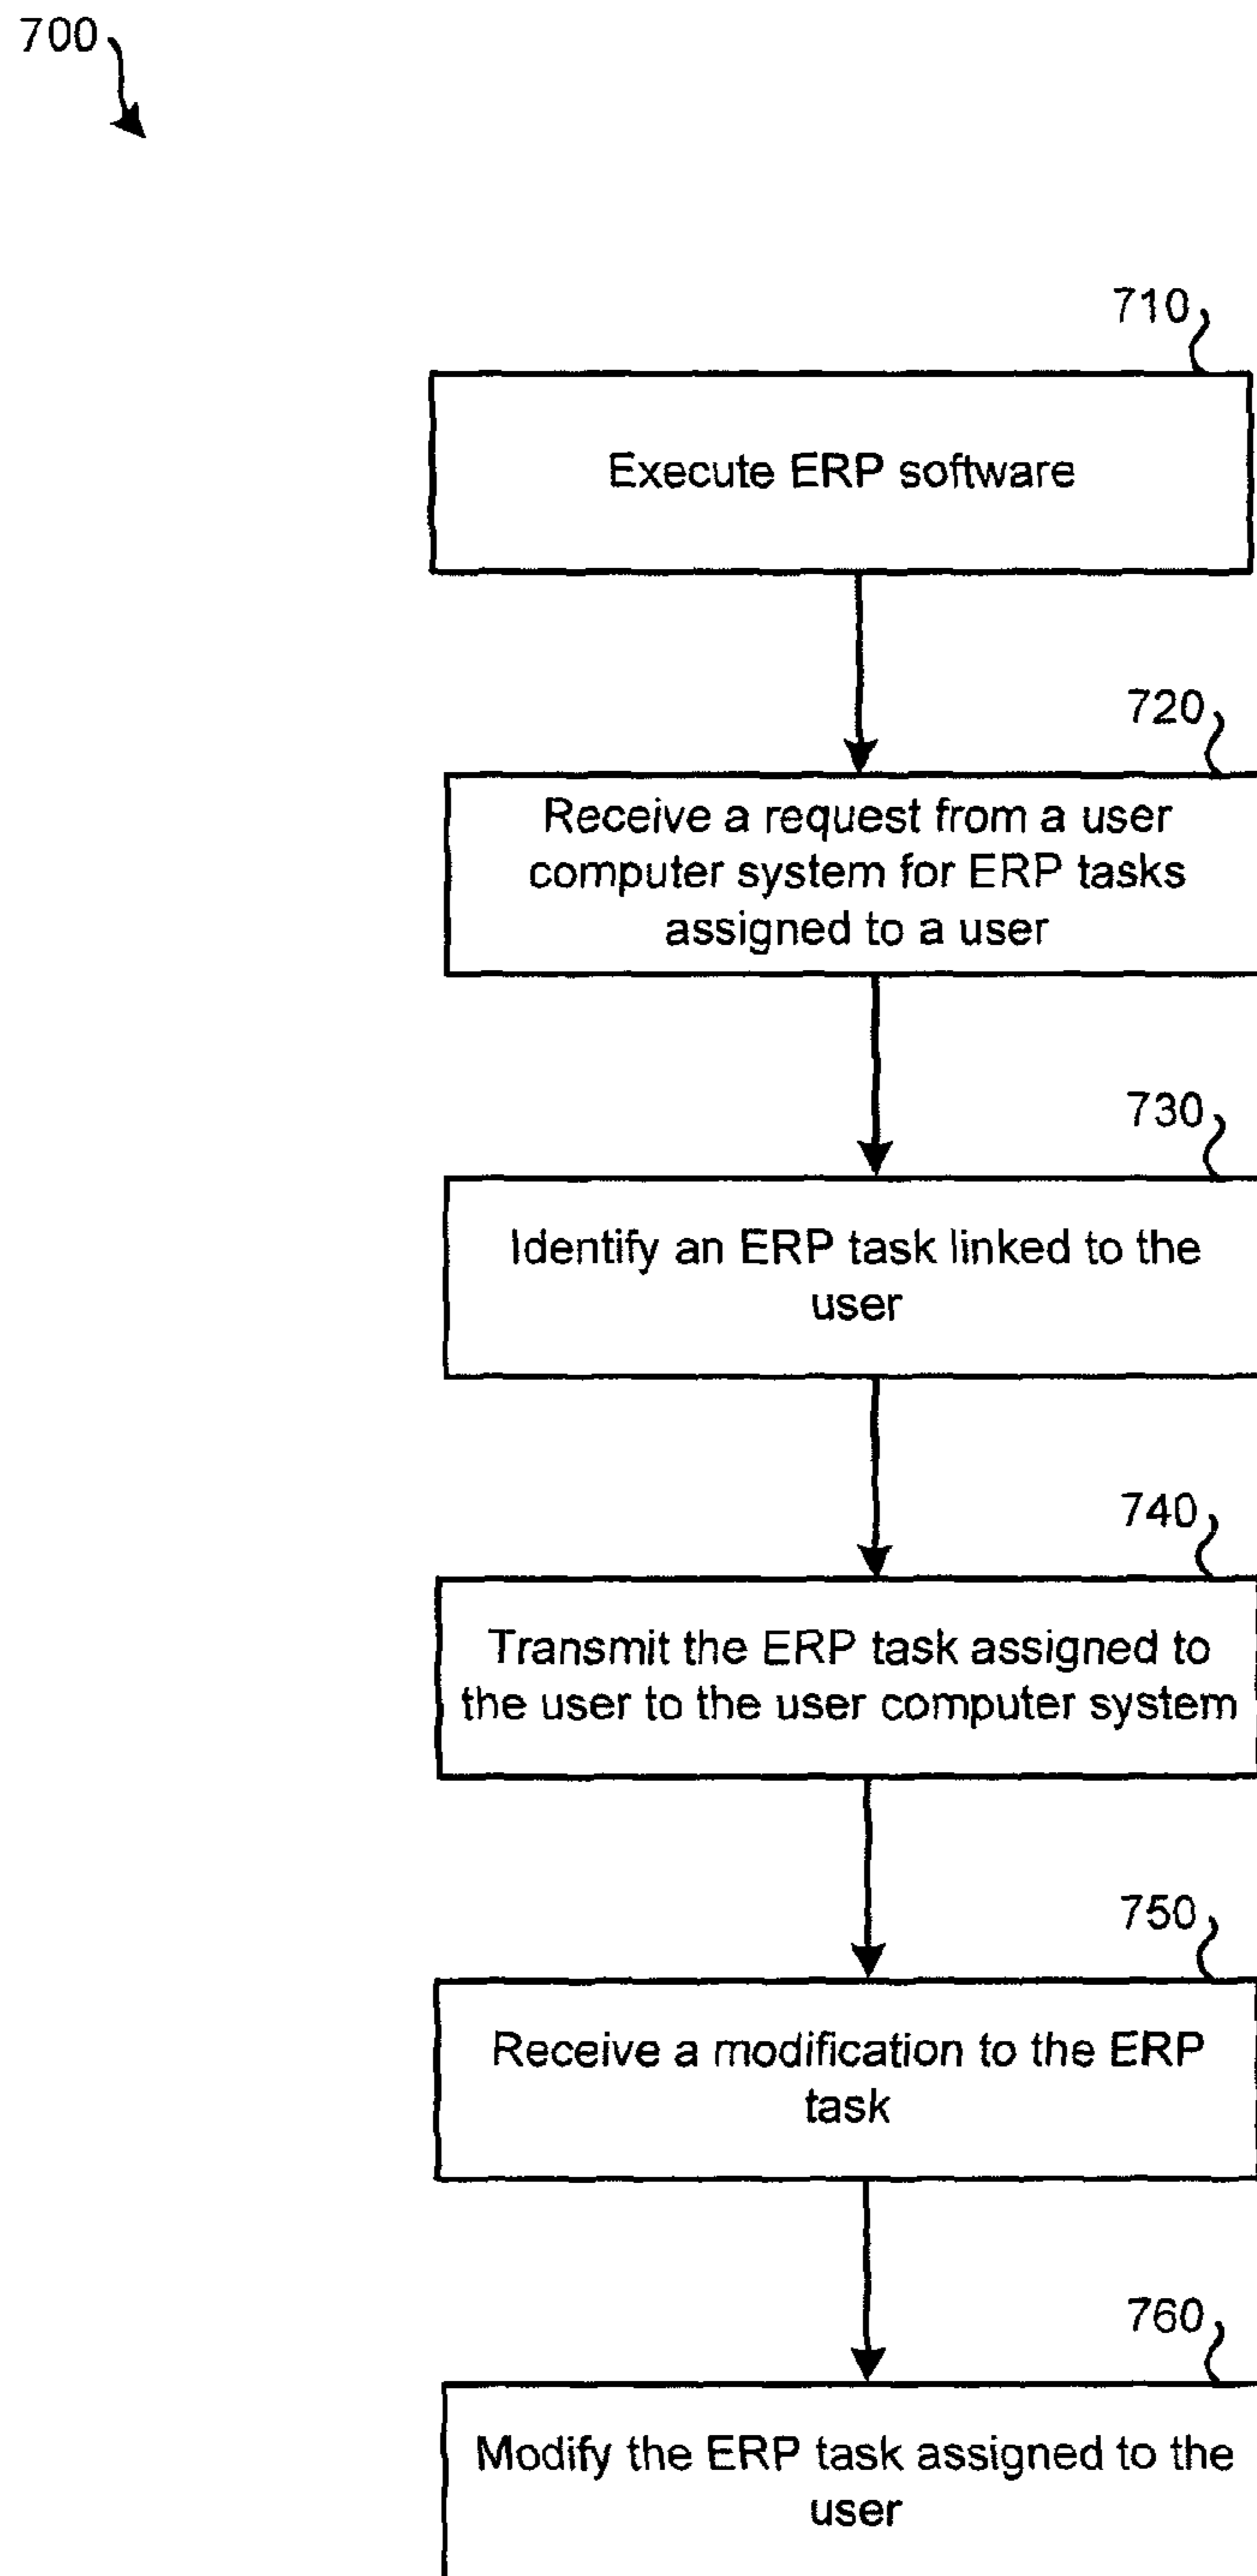 700
710
Execute ERP software
720
Receive a request from a user
computer system for ERP tasks
assigned to a user
730
Identify an ERP task linked to the
user
740
Transmit the ERP task assigned to
the user to the user computer system
750
Receive a modification to the ERP
task
760
Modify the ERP task assigned to the
user